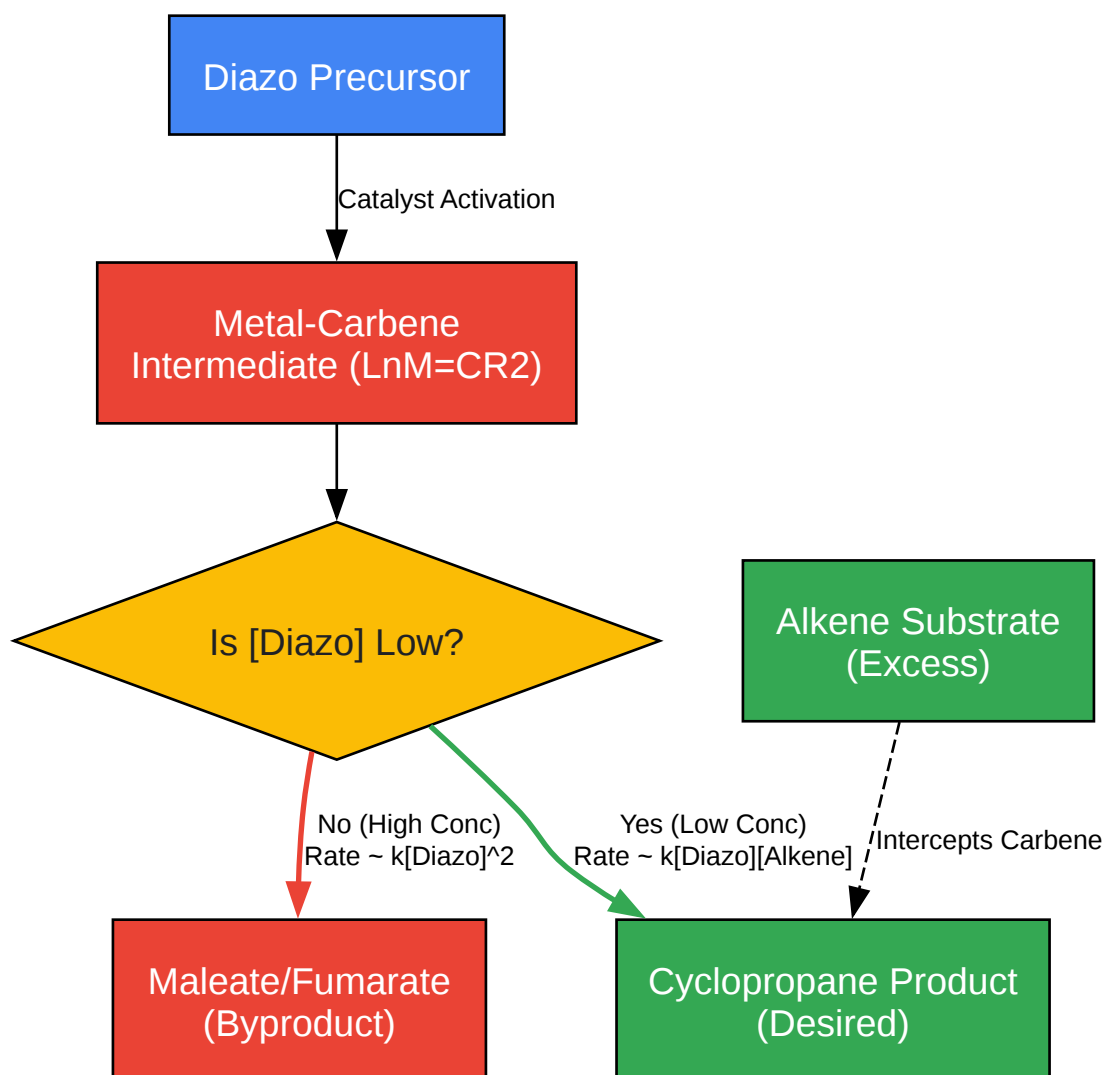 Diazo Precursor
Catalyst Activation
Metal-Carbene
Intermediate (LnM=CR2)
Is [Diazo] Low?
Alkene Substrate
(Excess)
No (High Conc)
Rate ~ k[Diazo]^2
Yes (Low Conc)
Rate ~ k[Diazo][Alkene]
Intercepts Carbene
Maleate/Fumarate
(Byproduct)
Cyclopropane Product
(Desired)